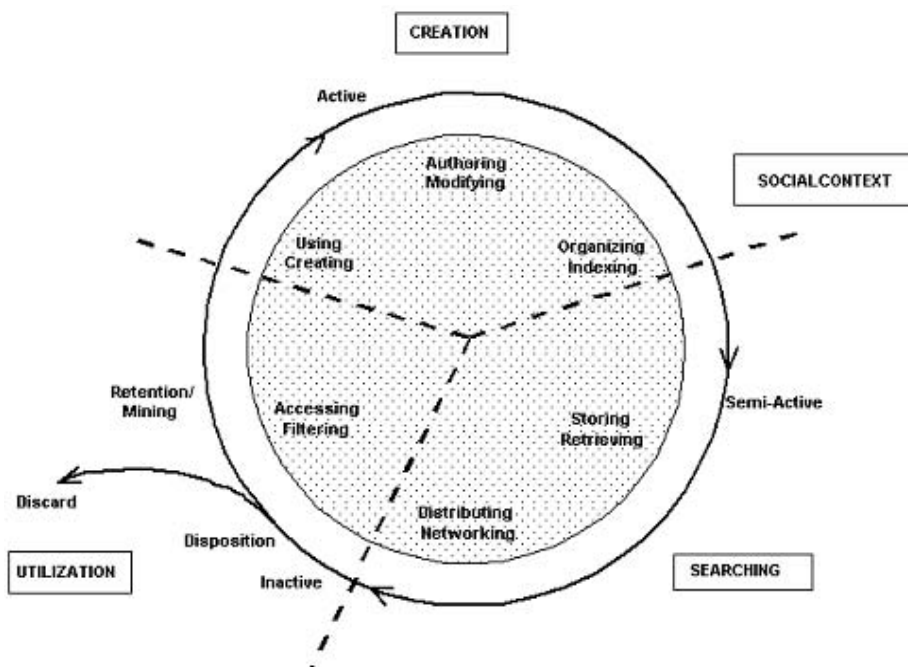 CREATION
Active
Authoring
Modifying
SOCIALCONTEXT
Using
Creating
Organizing
Indexing
Retention/
Mining
Accessing
Filtering
Storing
Retrieving
Semi-Active
Discard
Distributing
Networking
Disposition
UTILIZATION
Inactive
SEARCHING